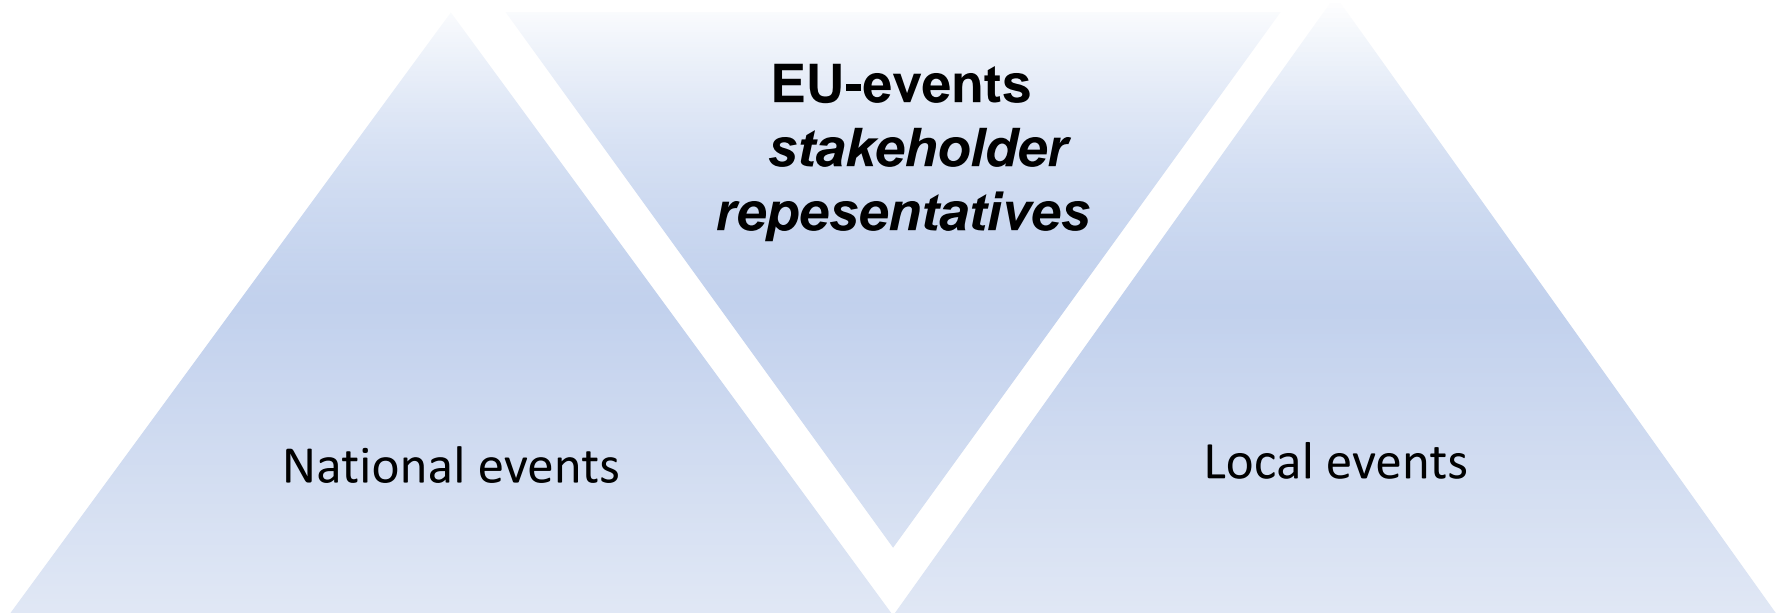 EU-events
stakeholder
repesentatives
National events
Local events